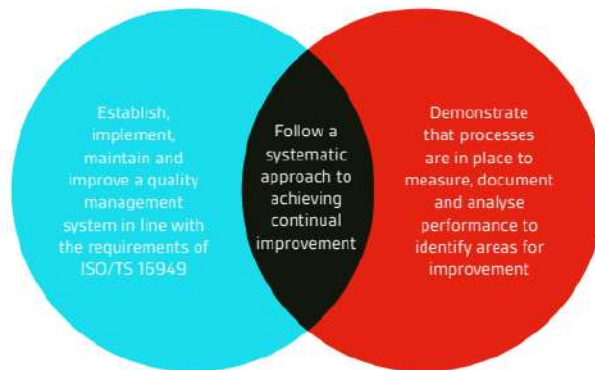 Establish,
implement,
maintain and
improve a quality
management
system in line with
the requirements of
ISO/TS 16949
Follow a
systematic
approach to
achieving
continual
improvement
Demonstrate
that processes
are in place to
measure, document
and analyse
performance to
identify areas for
improvement